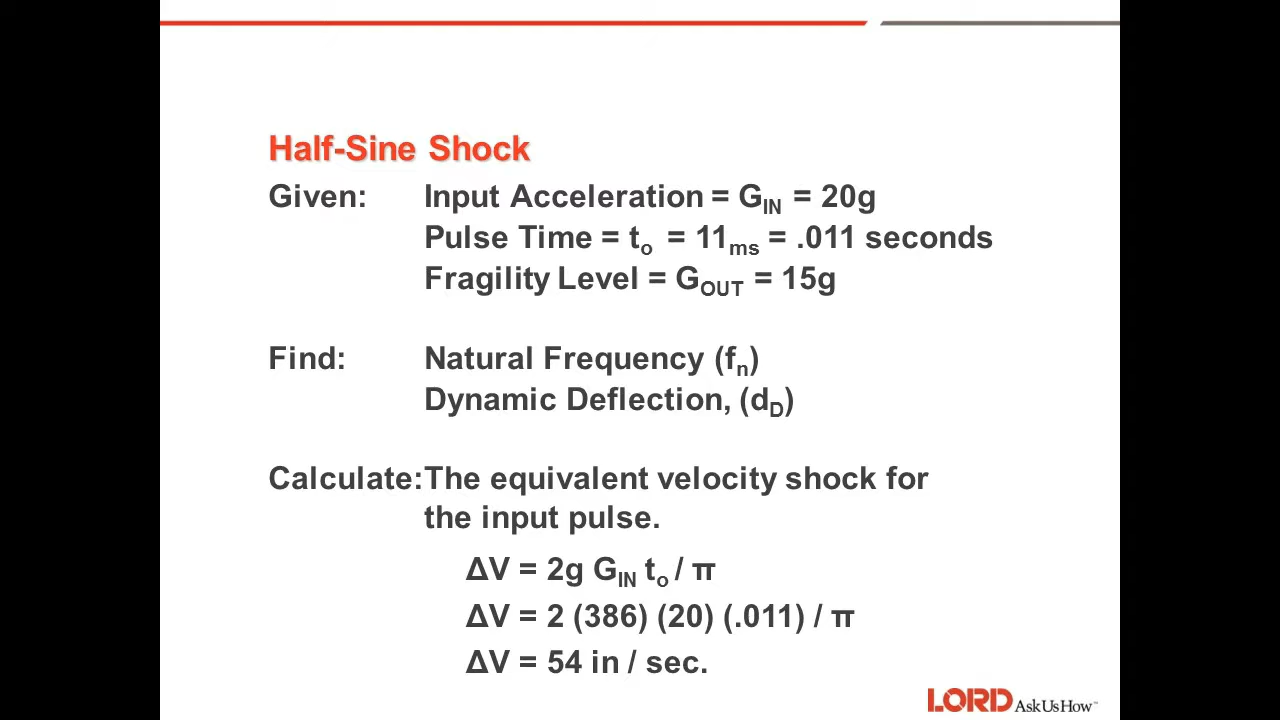 Half-Sine Shock
Given: Input Acceleration = GIN = 20g
Pulse Time = to = 11ms = .011 seconds
Fragility Level = GOUT = 15g
Find: Natural Frequency (fn)
Dynamic Deflection, (dD)
Calculate:The equivalent velocity shock for
the input pulse.
ΔV = 2g GIN to / π
ΔV = 2 (386) (20) (.011) / π
ΔV = 54 in / sec.
LORD AskUsHow™